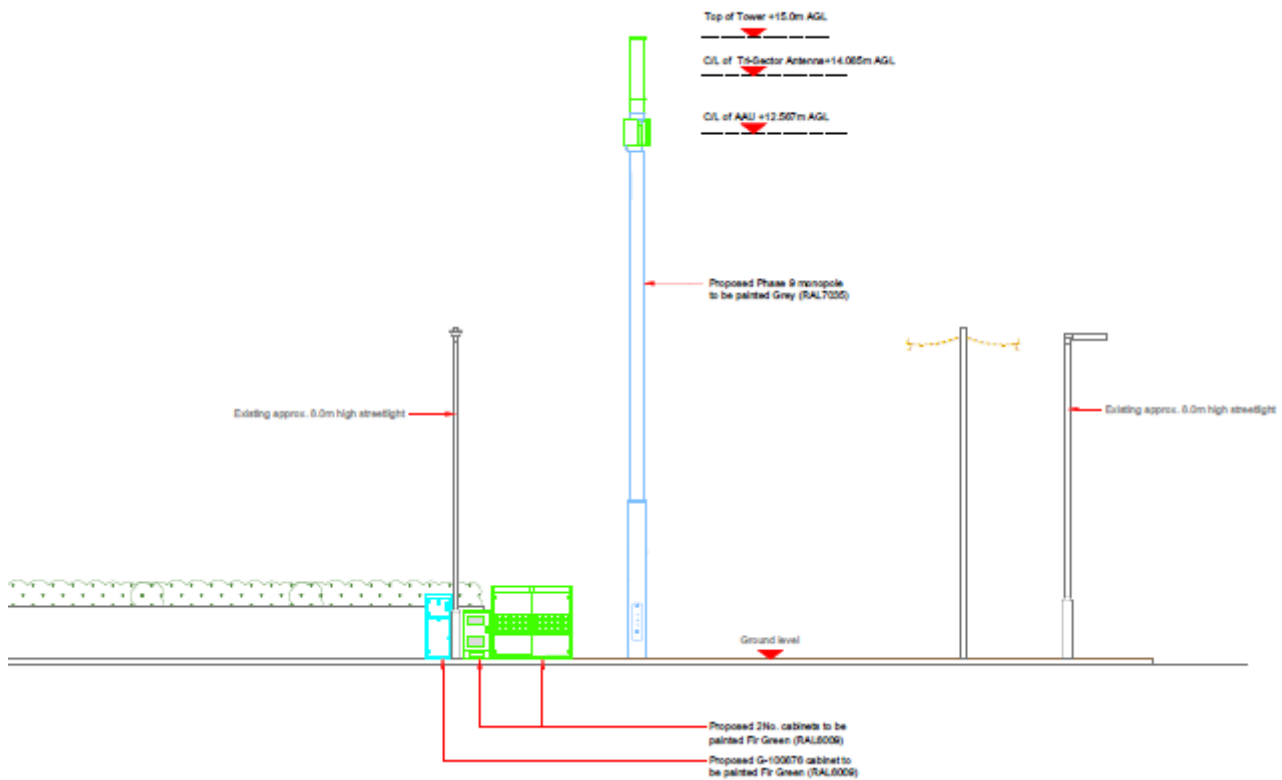 Top of Tower +15.0m AGL
C/L of Tri-Sector Antenna+14.085m AGL
C/L of AAU +12.567m AGL
Proposed Phase 9 monopole
to be painted Grey (RAL7035)
Existing approx. 8.0m high streetlight
Existing approx. 8.0m high streetlight
Ground level
Proposed 2No. cabinets to be
painted Fir Green (RAL6009)
Proposed G-100676 cabinet to
be painted Fir Green (RAL6009)